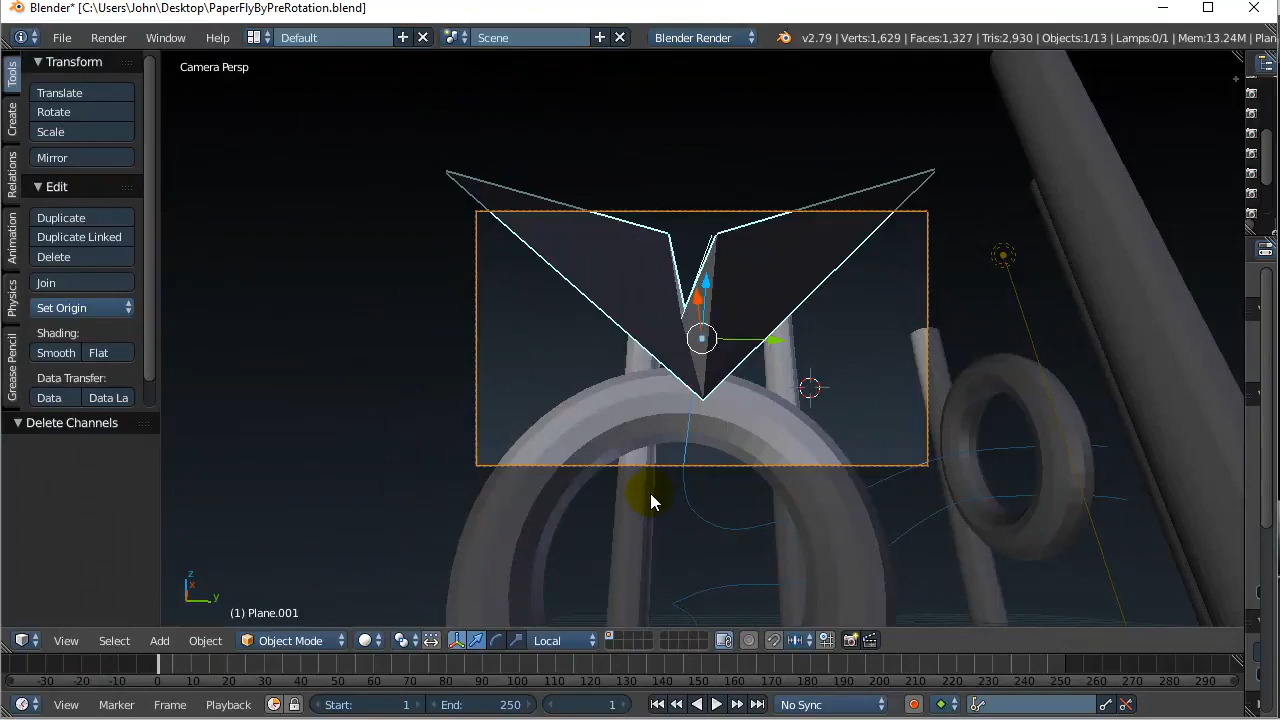 Blender* [C:\Users\John\Desktop\PaperFlyByPreRotation.blend]
File Render Window Help Default Scene Blender Render v2.79 | Verts:1,629 | Faces:1,327 | Tris:2,930 | Objects:1/13 | Lamps:0/1 | Mem:13.24M | Plan
Tools
Create
Relations
Animation
Physics
Grease Pencil
Transform
Translate
Rotate
Scale
Mirror
Edit
Duplicate
Duplicate Linked
Delete
Join
Set Origin
Shading:
Smooth Flat
Data Transfer:
Data Data La
Delete Channels
Camera Persp
z
x
y
(1) Plane.001
View Select Add Object Object Mode Local
-30 -20 -10 0 10 20 30 40 50 60 70 80 90 100 110 120 130 140 150 160 170 180 190 200 210 220 230 240 250 260 270 280 290
View Marker Frame Playback Start: 1 End: 250 1 No Sync